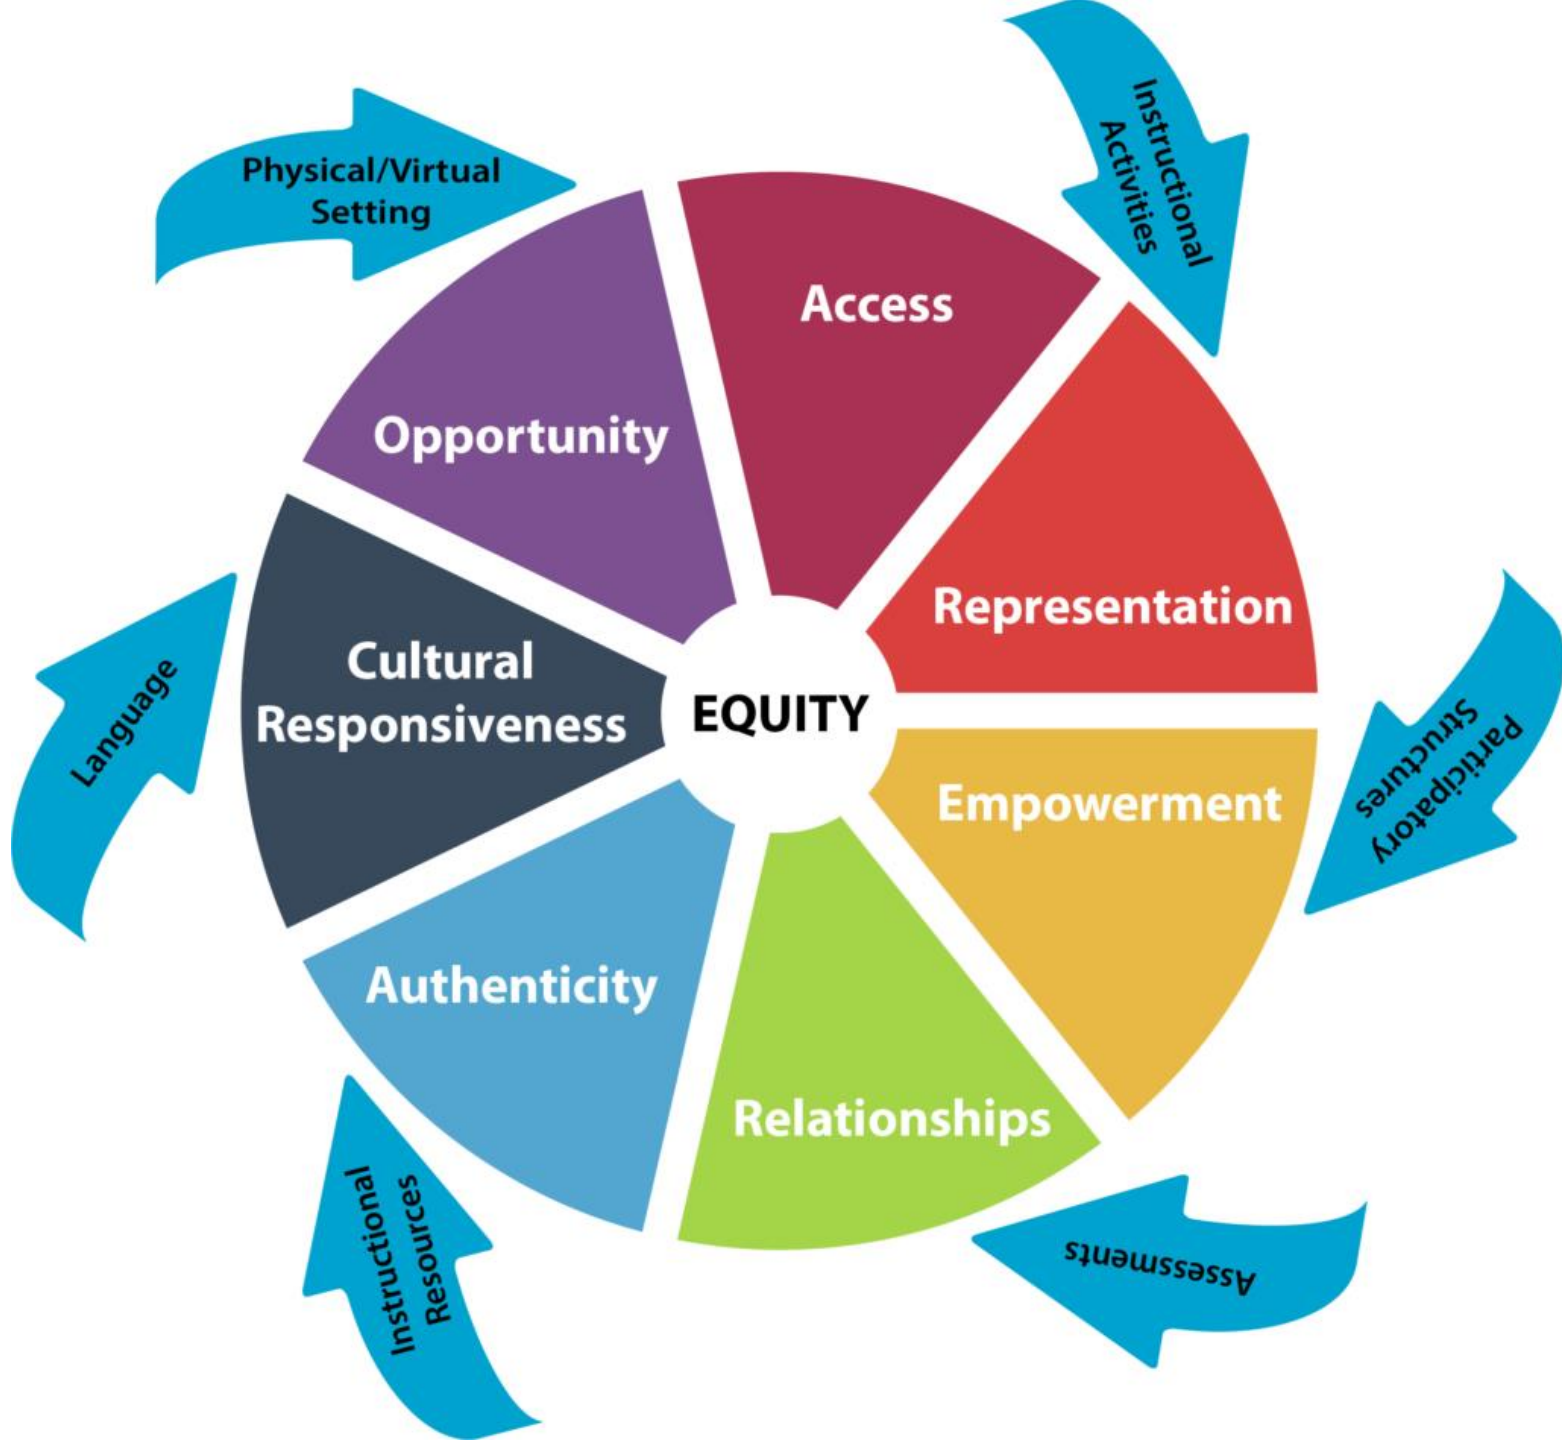 Physical/Virtual
Setting
Instructional
Activities
Access
Opportunity
Representation
Cultural
Responsiveness
EQUITY
Language
Participatory
Structures
Empowerment
Authenticity
Relationships
Instructional
Resources
Assessments